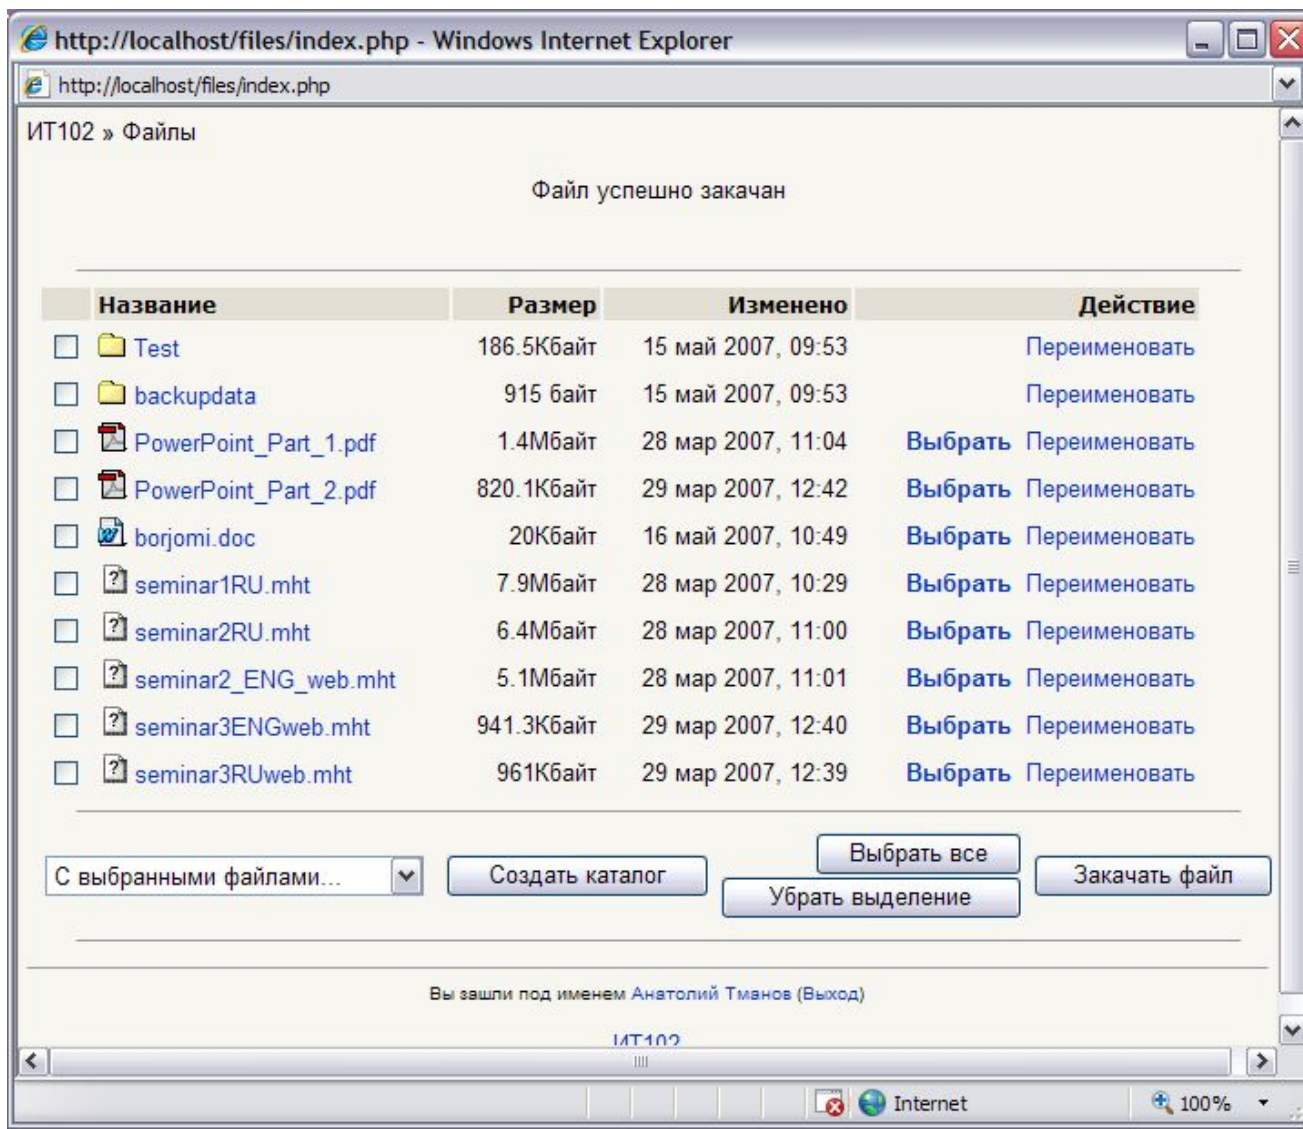 http://localhost/files/index.php - Windows Internet Explorer
http://localhost/files/index.php
ИТ102 » Файлы
Файл успешно закачан
Название Размер Изменено Действие
Test 186.5Кбайт 15 май 2007, 09:53 Переименовать
backupdata 915 байт 15 май 2007, 09:53 Переименовать
PowerPoint_Part_1.pdf 1.4Мбайт 28 мар 2007, 11:04 Выбрать Переименовать
PowerPoint_Part_2.pdf 820.1Кбайт 29 мар 2007, 12:42 Выбрать Переименовать
borjomi.doc 20Кбайт 16 май 2007, 10:49 Выбрать Переименовать
seminar1RU.mht 7.9Мбайт 28 мар 2007, 10:29 Выбрать Переименовать
seminar2RU.mht 6.4Мбайт 28 мар 2007, 11:00 Выбрать Переименовать
seminar2_ENG_web.mht 5.1Мбайт 28 мар 2007, 11:01 Выбрать Переименовать
seminar3ENGweb.mht 941.3Кбайт 29 мар 2007, 12:40 Выбрать Переименовать
seminar3RUweb.mht 961Кбайт 29 мар 2007, 12:39 Выбрать Переименовать
С выбранными файлами... Создать каталог Выбрать все Закачать файл
Убрать выделение
Вы зашли под именем Анатолий Тманов (Выход)
ИТ102
Internet 100%